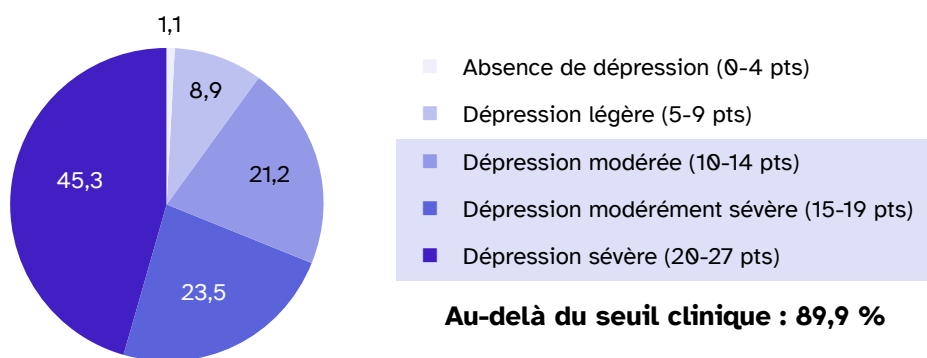 1,1
8,9
21,2
23,5
45,3
Absence de dépression (0-4 pts)
Dépression légère (5-9 pts)
Dépression modérée (10-14 pts)
Dépression modérément sévère (15-19 pts)
Dépression sévère (20-27 pts)
Au-delà du seuil clinique : 89,9 %